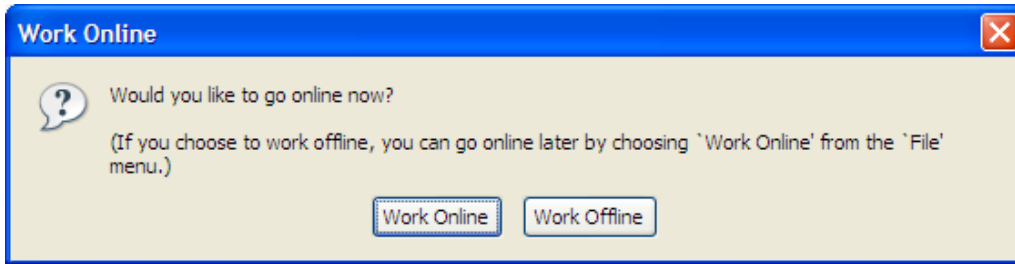 Work Online
Would you like to go online now?
(If you choose to work offline, you can go online later by choosing `Work Online' from the `File'
menu.)
Work Online Work Offline